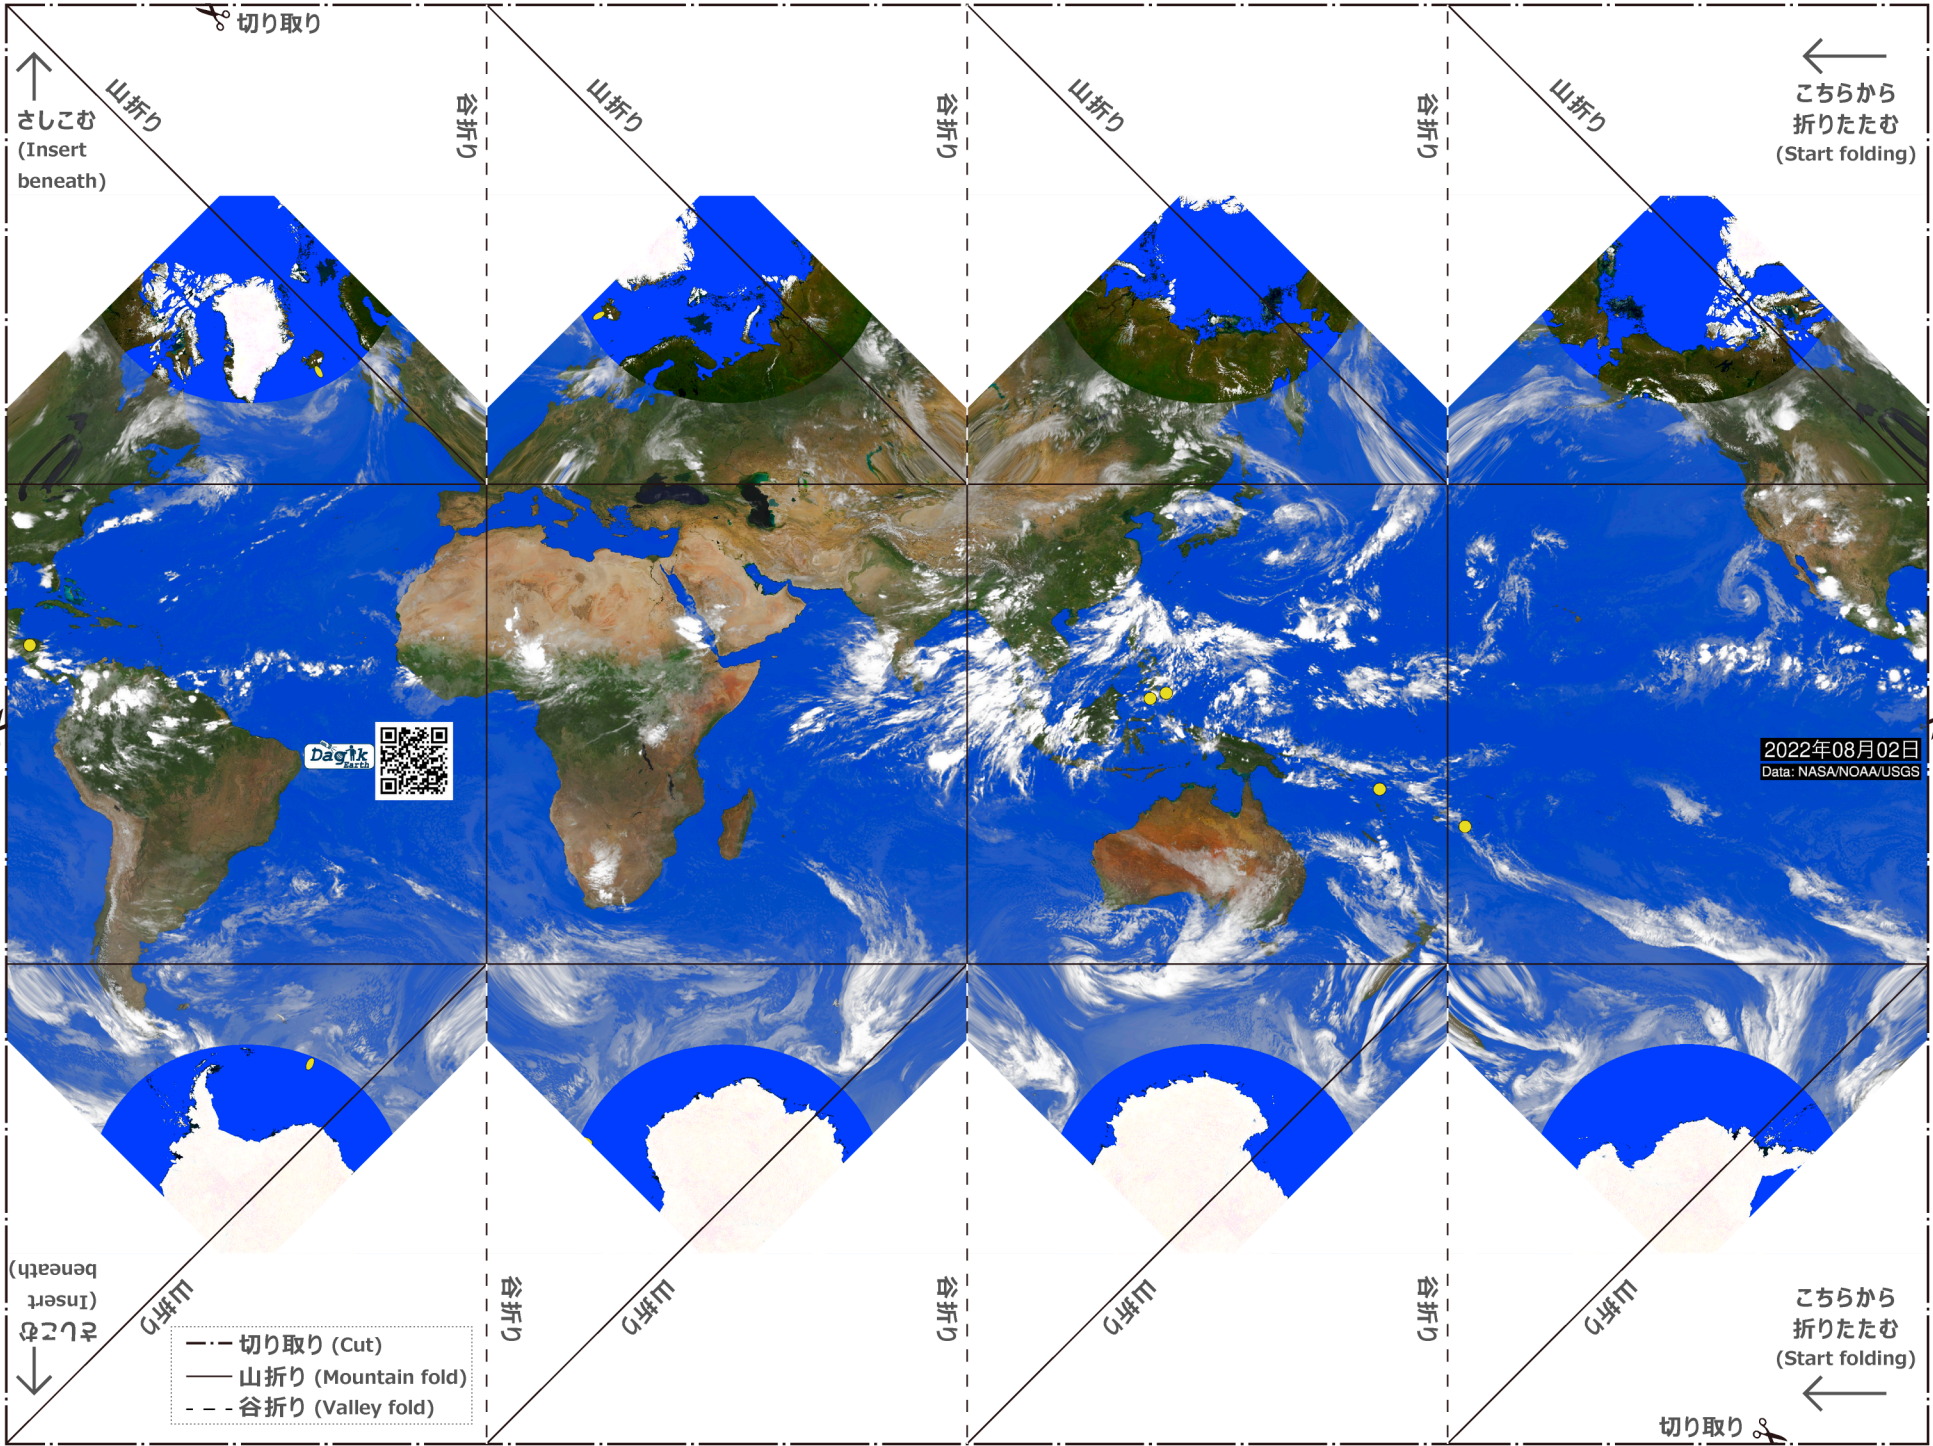 切り取り
山折り
谷折り
山折り
谷折り
山折り
谷折り
山折り
さしこむ
(Insert
beneath)
こちらから
折りたたむ
(Start folding)
Dagik
Earth
2022年08月02日
Data: NASA/NOAA/USGS
さしこむ
(Insert
beneath)
山折り
谷折り
山折り
谷折り
山折り
谷折り
山折り
こちらから
折りたたむ
(Start folding)
切り取り (Cut)
山折り (Mountain fold)
谷折り (Valley fold)
切り取り